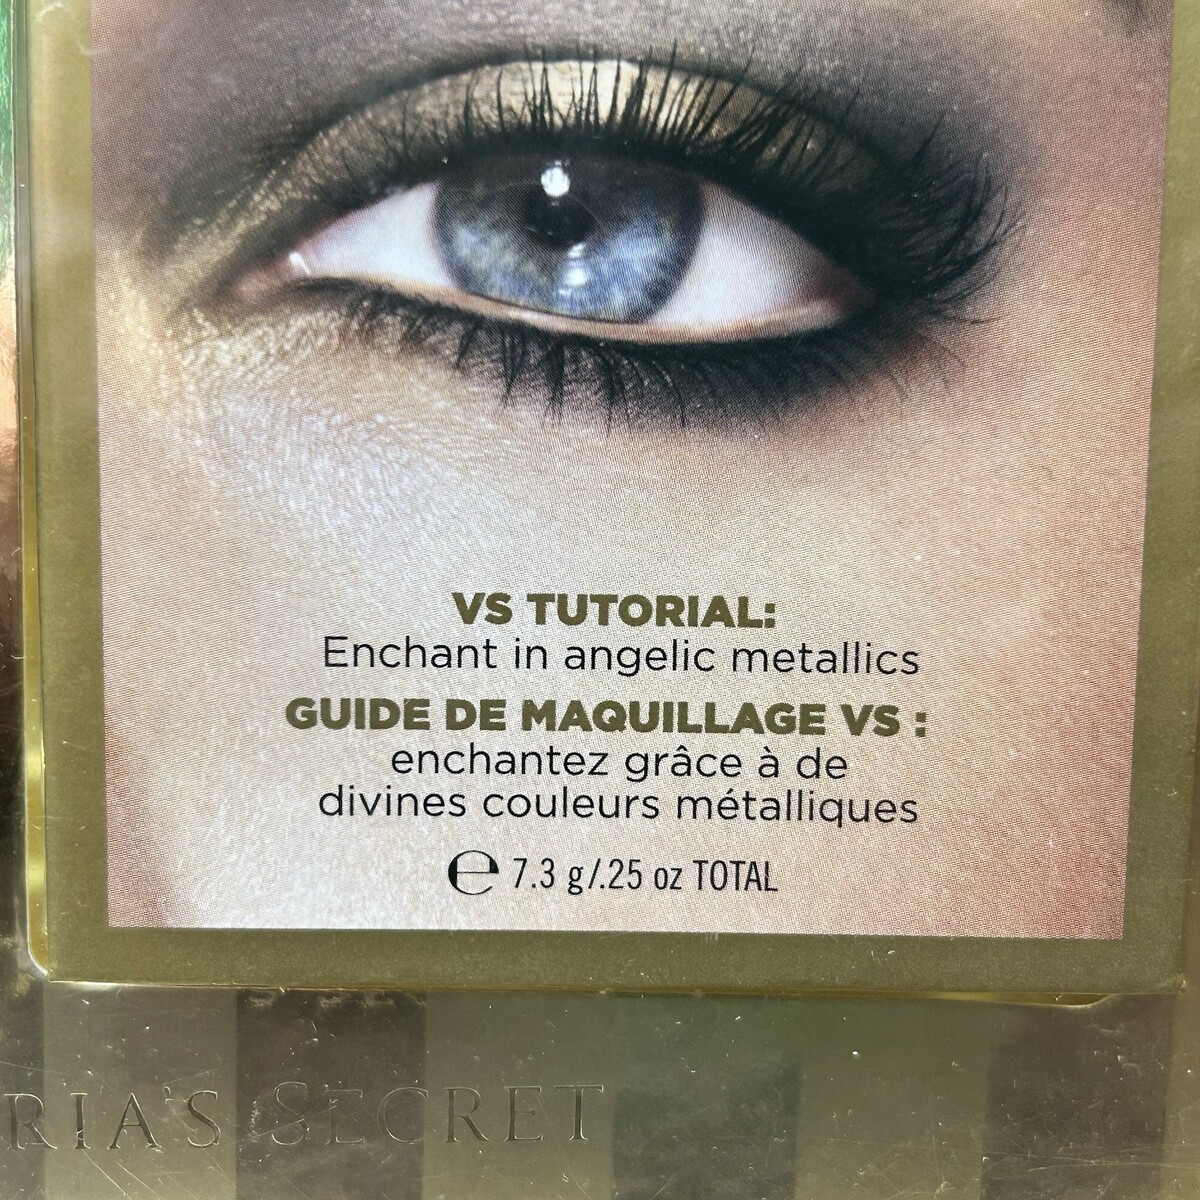 VS TUTORIAL:
Enchant in angelic metallics
GUIDE DE MAQUILLAGE VS :
enchantez grâce à de
divines couleurs métalliques
℮ 7.3 g/.25 oz TOTAL
RIA'S SECRET